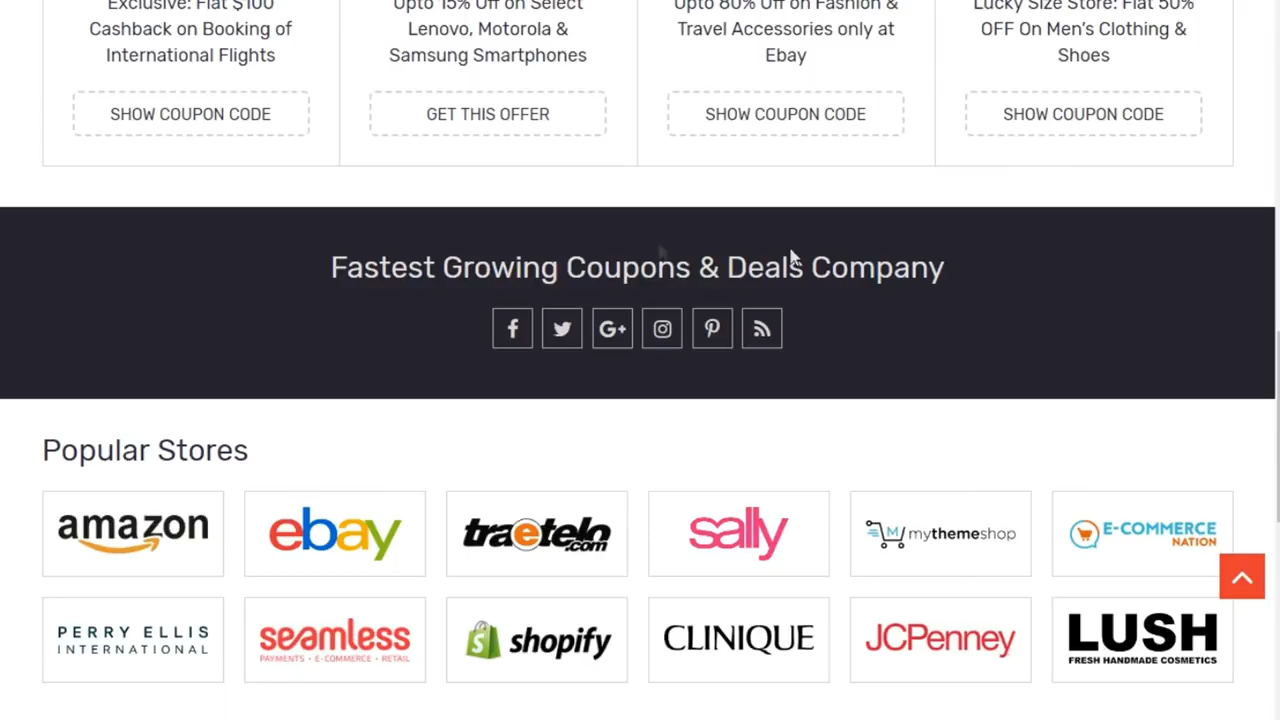 Exclusive: Flat $100
Cashback on Booking of
International Flights
Upto 15% Off on Select
Lenovo, Motorola &
Samsung Smartphones
Upto 80% Off on Fashion &
Travel Accessories only at
Ebay
Lucky Size Store: Flat 50%
OFF On Men's Clothing &
Shoes
SHOW COUPON CODE
GET THIS OFFER
SHOW COUPON CODE
SHOW COUPON CODE
Fastest Growing Coupons & Deals Company
Popular Stores
amazon
ebay
traetelo
.com
sally
M mythemeshop
E-COMMERCE
NATION
PERRY ELLIS
INTERNATIONAL
seamless
PAYMENTS • E-COMMERCE • RETAIL
shopify
CLINIQUE
JCPenney
LUSH
FRESH HANDMADE COSMETICS